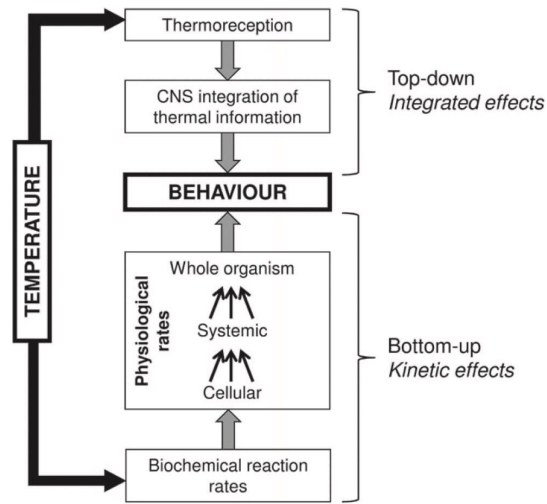 Thermoreception
CNS integration of
thermal information
Top-down
Integrated effects
TEMPERATURE
BEHAVIOUR
Physiological
rates
Whole organism
Systemic
Cellular
Bottom-up
Kinetic effects
Biochemical reaction
rates